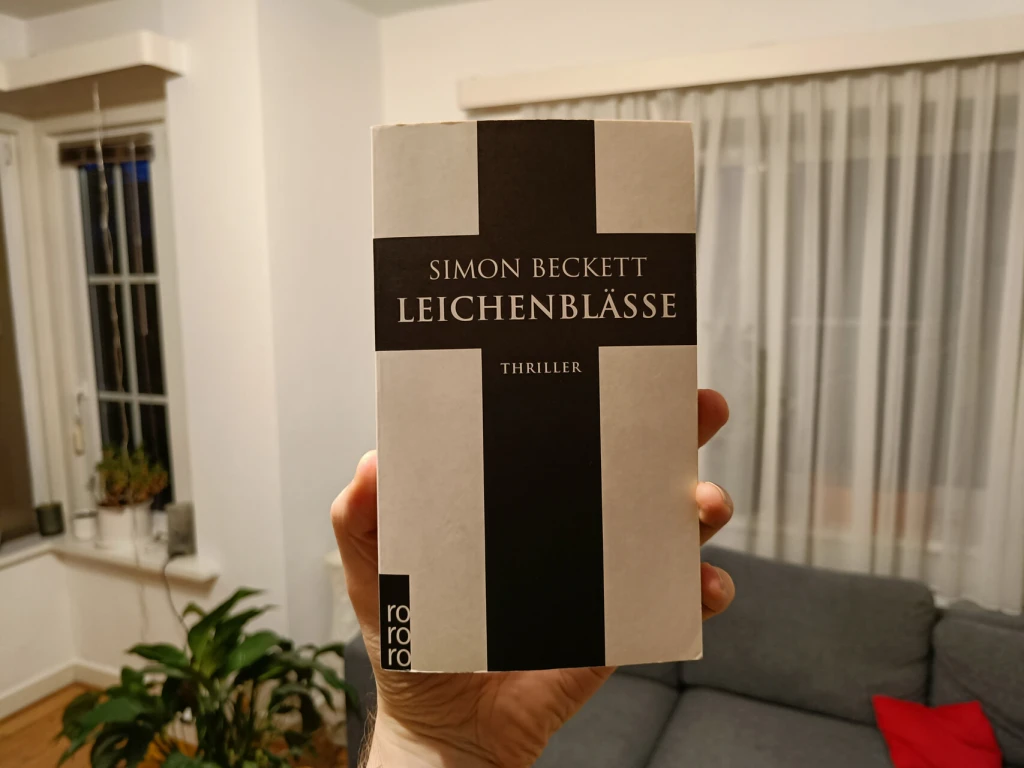 SIMON BECKETT
LEICHENBLÄSSE
THRILLER
ro
ro
ro